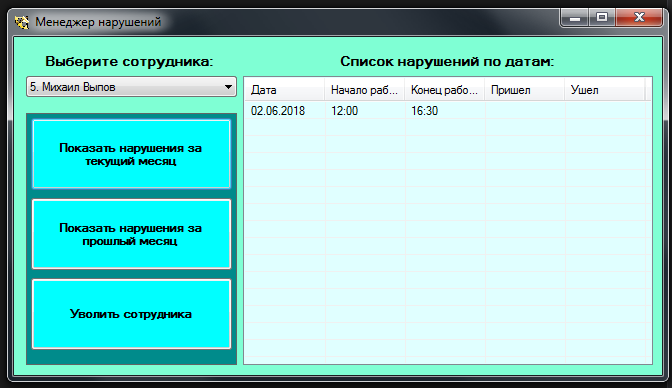 Менеджер нарушений
Выберите сотрудника:
5. Михаил Выпов
Показать нарушения за
текущий месяц
Показать нарушения за
прошлый месяц
Уволить сотрудника
Список нарушений по датам:
Дата Начало раб... Конец рабо... Пришел Ушел
02.06.2018 12:00 16:30